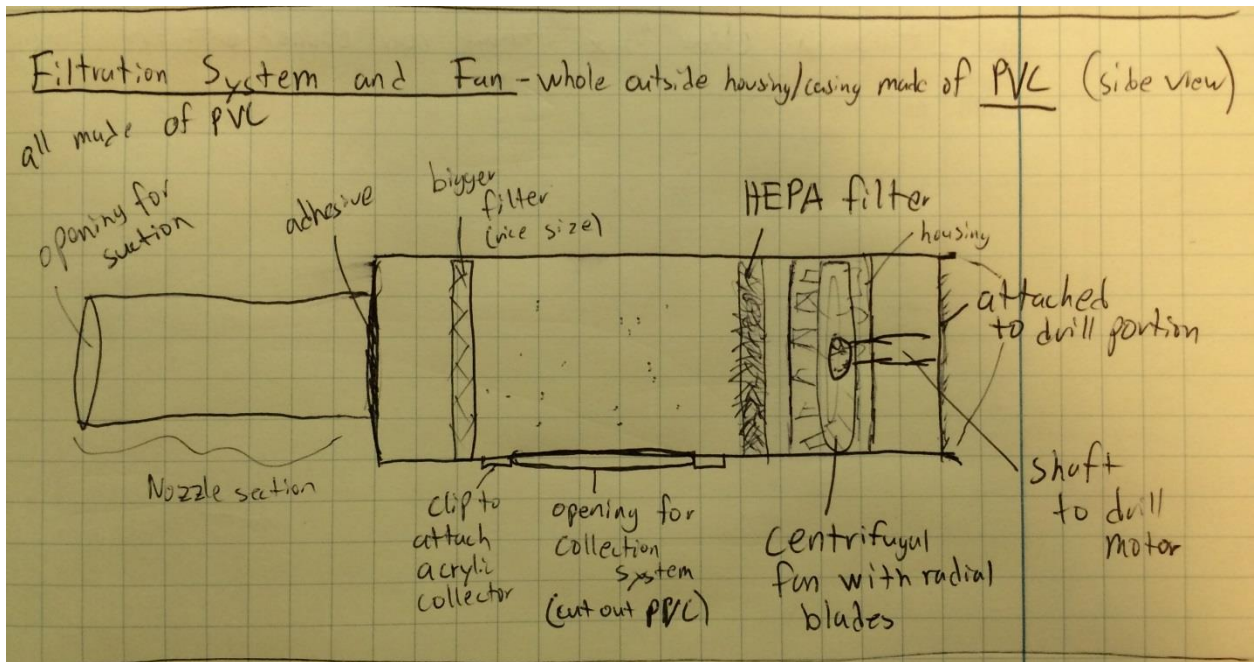 Filtration System and Fan - whole outside housing/casing made of PVC (side view)
all made of PVC
opening for
suction
adhesive
bigger
filter
(rice size)
HEPA filter
housing
attached
to drill portion
Nozzle section
clip to
attach
acrylic
collector
opening for
collection
system
(cut out PVC)
Centrifugal
fan with radial
blades
shaft
to drill
motor